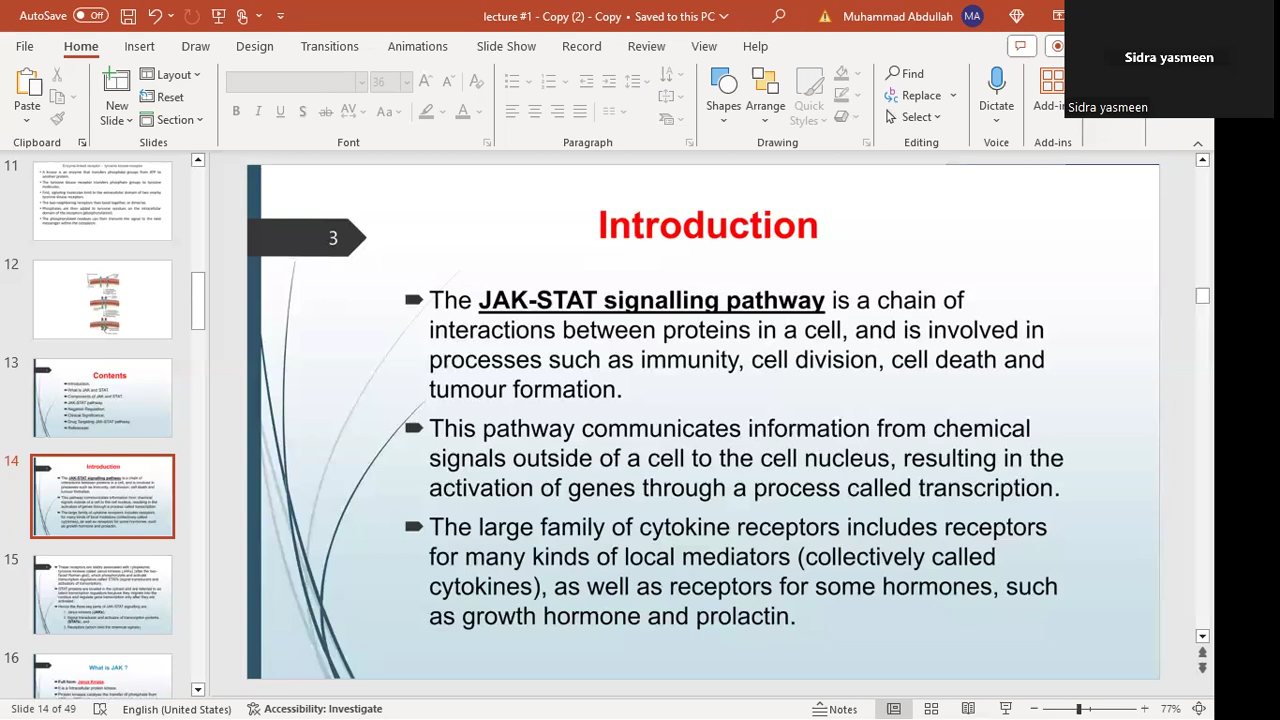 AutoSave Off lecture #1 - Copy (2) - Copy • Saved to this PC Muhammad Abdullah MA
Sidra yasmeen
Sidra yasmeen
File Home Insert Draw Design Transitions Animations Slide Show Record Review View Help
Paste New Slide Layout Reset Section 36 Shapes Arrange Quick Styles Find Replace Select Dictate Add-in
Clipboard Slides Font Paragraph Drawing Editing Voice Add-ins
11
12
13
Contents
14
Introduction
15
16
What is JAK ?
Full form- Janus Kinase
3
Introduction
The JAK-STAT signalling pathway is a chain of
interactions between proteins in a cell, and is involved in
processes such as immunity, cell division, cell death and
tumour formation.
This pathway communicates information from chemical
signals outside of a cell to the cell nucleus, resulting in the
activation of genes through a process called transcription.
The large family of cytokine receptors includes receptors
for many kinds of local mediators (collectively called
cytokines), as well as receptors for some hormones, such
as growth hormone and prolactin.
Slide 14 of 49 English (United States) Accessibility: Investigate Notes 77%